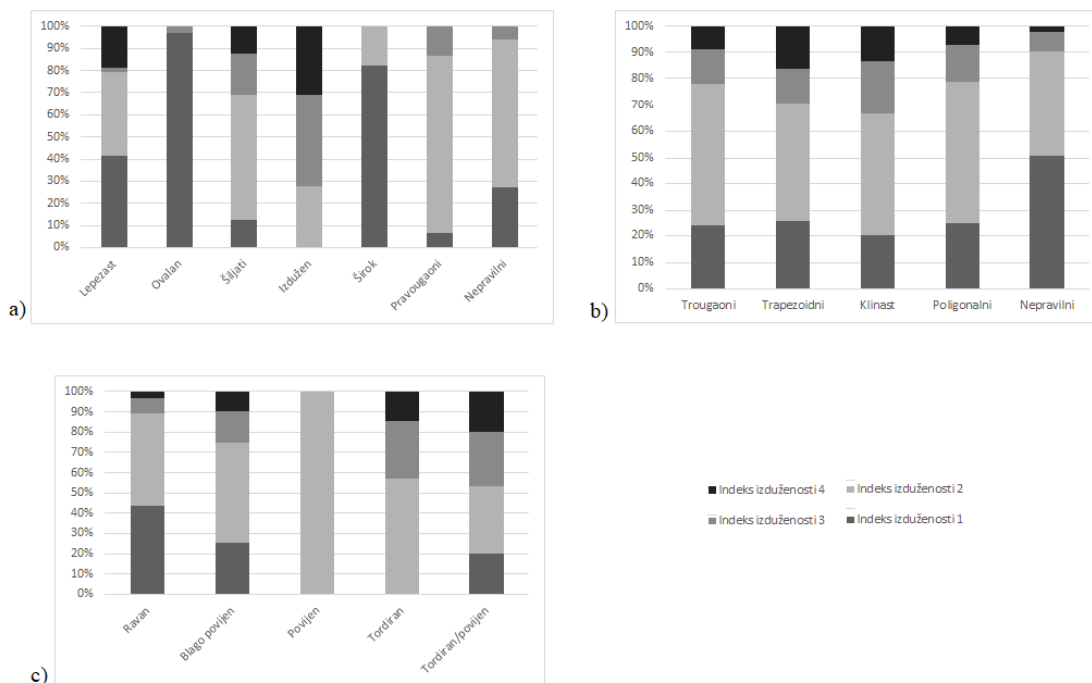 100%
90%
80%
70%
60%
50%
40%
30%
20%
10%
0%
Lepezast
Ovalan
Šiljati
Izdužen
Širok
Pravougaoni
Nepravilni
a)
100%
90%
80%
70%
60%
50%
40%
30%
20%
10%
0%
Trougaoni Trapezoidni Klinast Poligonalni Nepravilni
b)
100%
90%
80%
70%
60%
50%
40%
30%
20%
10%
0%
Ravan
Blago povijen
Povijen
Tordiran
Tordiran/povijen
c)
Indeks izduženosti 4 Indeks izduženosti 2
Indeks izduženosti 3 Indeks izduženosti 1